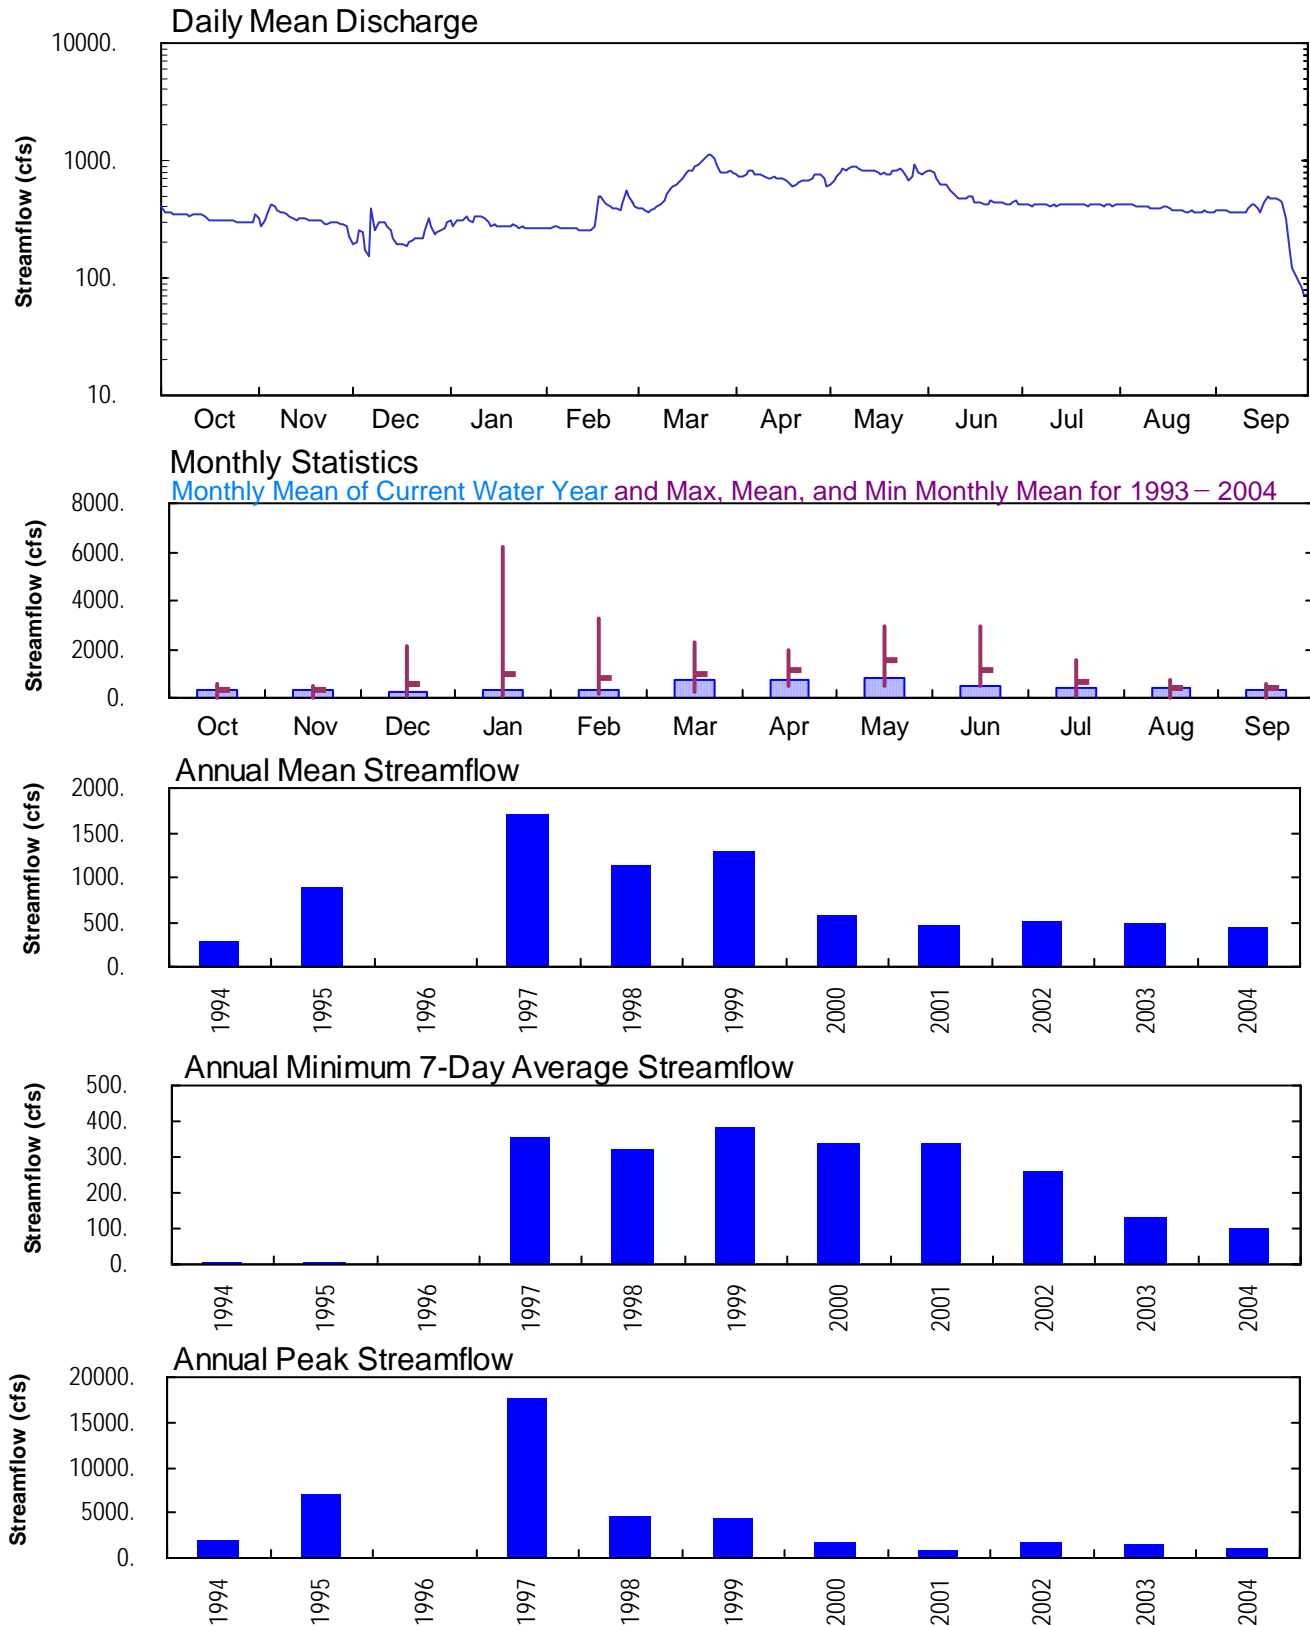 Daily Mean Discharge
Streamflow (cfs)
10000.
1000.
100.
10.
Oct Nov Dec Jan Feb Mar Apr May Jun Jul Aug Sep
Monthly Statistics
Monthly Mean of Current Water Year and Max, Mean, and Min Monthly Mean for 1993 – 2004
Streamflow (cfs)
8000.
6000.
4000.
2000.
0.
Oct Nov Dec Jan Feb Mar Apr May Jun Jul Aug Sep
Annual Mean Streamflow
Streamflow (cfs)
2000.
1500.
1000.
500.
0.
1994 1995 1996 1997 1998 1999 2000 2001 2002 2003 2004
Annual Minimum 7-Day Average Streamflow
Streamflow (cfs)
500.
400.
300.
200.
100.
0.
1994 1995 1996 1997 1998 1999 2000 2001 2002 2003 2004
Annual Peak Streamflow
Streamflow (cfs)
20000.
15000.
10000.
5000.
0.
1994 1995 1996 1997 1998 1999 2000 2001 2002 2003 2004